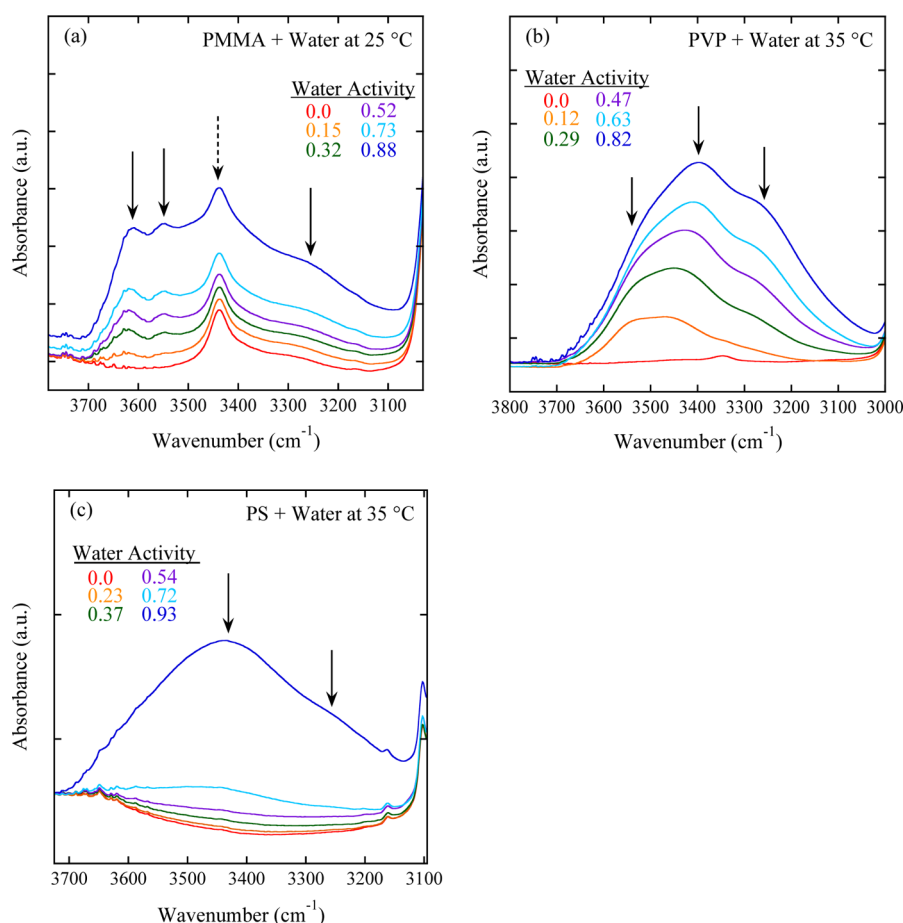 (a) PMMA + Water at 25 °C
Water Activity
0.0 0.52
0.15 0.73
0.32 0.88
Absorbance (a.u.)
3700 3600 3500 3400 3300 3200 3100
Wavenumber (cm⁻¹)
(b) PVP + Water at 35 °C
Water Activity
0.0 0.47
0.12 0.63
0.29 0.82
Absorbance (a.u.)
3800 3700 3600 3500 3400 3300 3200 3100 3000
Wavenumber (cm⁻¹)
(c) PS + Water at 35 °C
Water Activity
0.0 0.54
0.23 0.72
0.37 0.93
Absorbance (a.u.)
3700 3600 3500 3400 3300 3200 3100
Wavenumber (cm⁻¹)